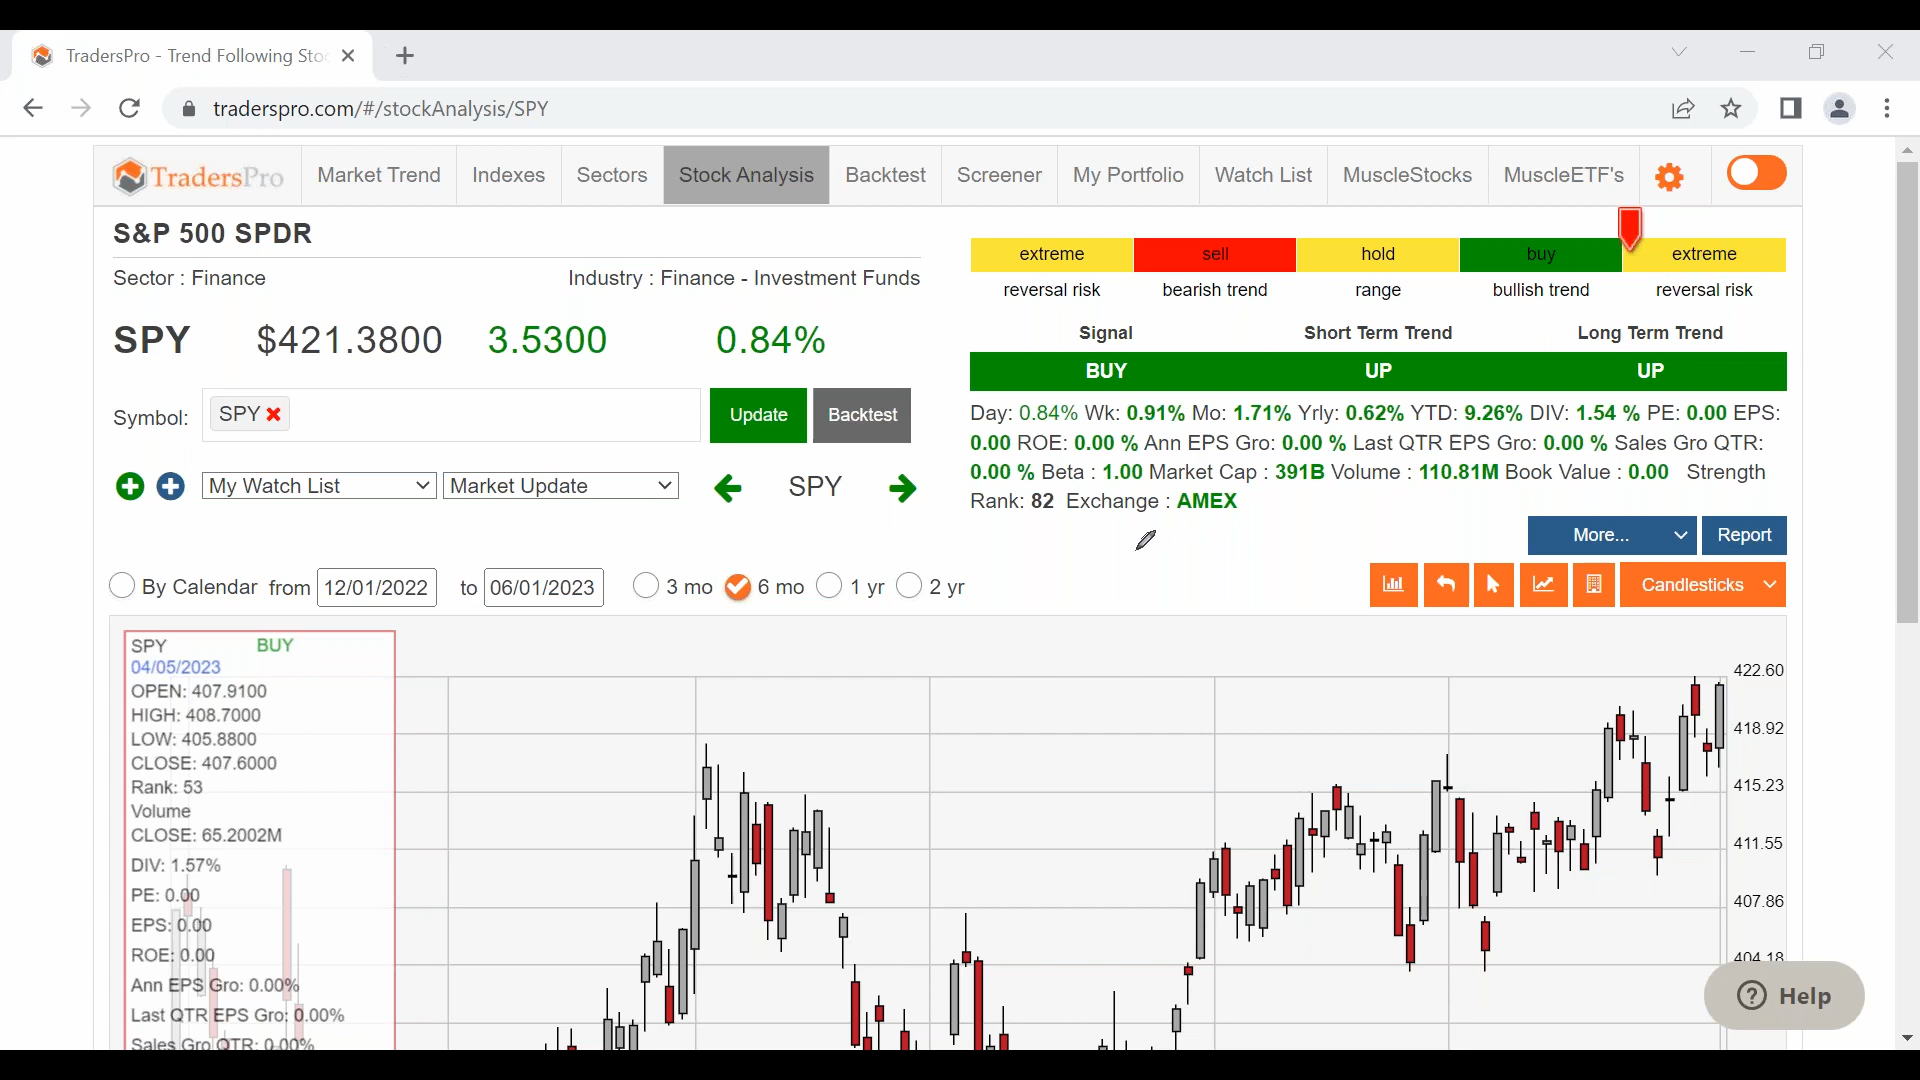 TradersPro - Trend Following Sto
traderspro.com/#/stockAnalysis/SPY
TradersPro Market Trend Indexes Sectors Stock Analysis Backtest Screener My Portfolio Watch List MuscleStocks MuscleETF's
S&P 500 SPDR
Sector : Finance Industry : Finance - Investment Funds
SPY $421.3800 3.5300 0.84%
Symbol: SPY Update Backtest
My Watch List Market Update SPY
extreme sell hold buy extreme
reversal risk bearish trend range bullish trend reversal risk
Signal Short Term Trend Long Term Trend
BUY UP UP
Day: 0.84% Wk: 0.91% Mo: 1.71% Yrly: 0.62% YTD: 9.26% DIV: 1.54 % PE: 0.00 EPS:
0.00 ROE: 0.00 % Ann EPS Gro: 0.00 % Last QTR EPS Gro: 0.00 % Sales Gro QTR:
0.00 % Beta : 1.00 Market Cap : 391B Volume : 110.81M Book Value : 0.00 Strength
Rank: 82 Exchange : AMEX
More... Report
By Calendar from 12/01/2022 to 06/01/2023 3 mo 6 mo 1 yr 2 yr Candlesticks
SPY BUY
04/05/2023
OPEN: 407.9100
HIGH: 408.7000
LOW: 405.8800
CLOSE: 407.6000
Rank: 53
Volume
CLOSE: 65.2002M
DIV: 1.57%
PE: 0.00
EPS: 0.00
ROE: 0.00
Ann EPS Gro: 0.00%
Last QTR EPS Gro: 0.00%
Sales Gro QTR: 0.00%
422.60
418.92
415.23
411.55
407.86
404.18
Help